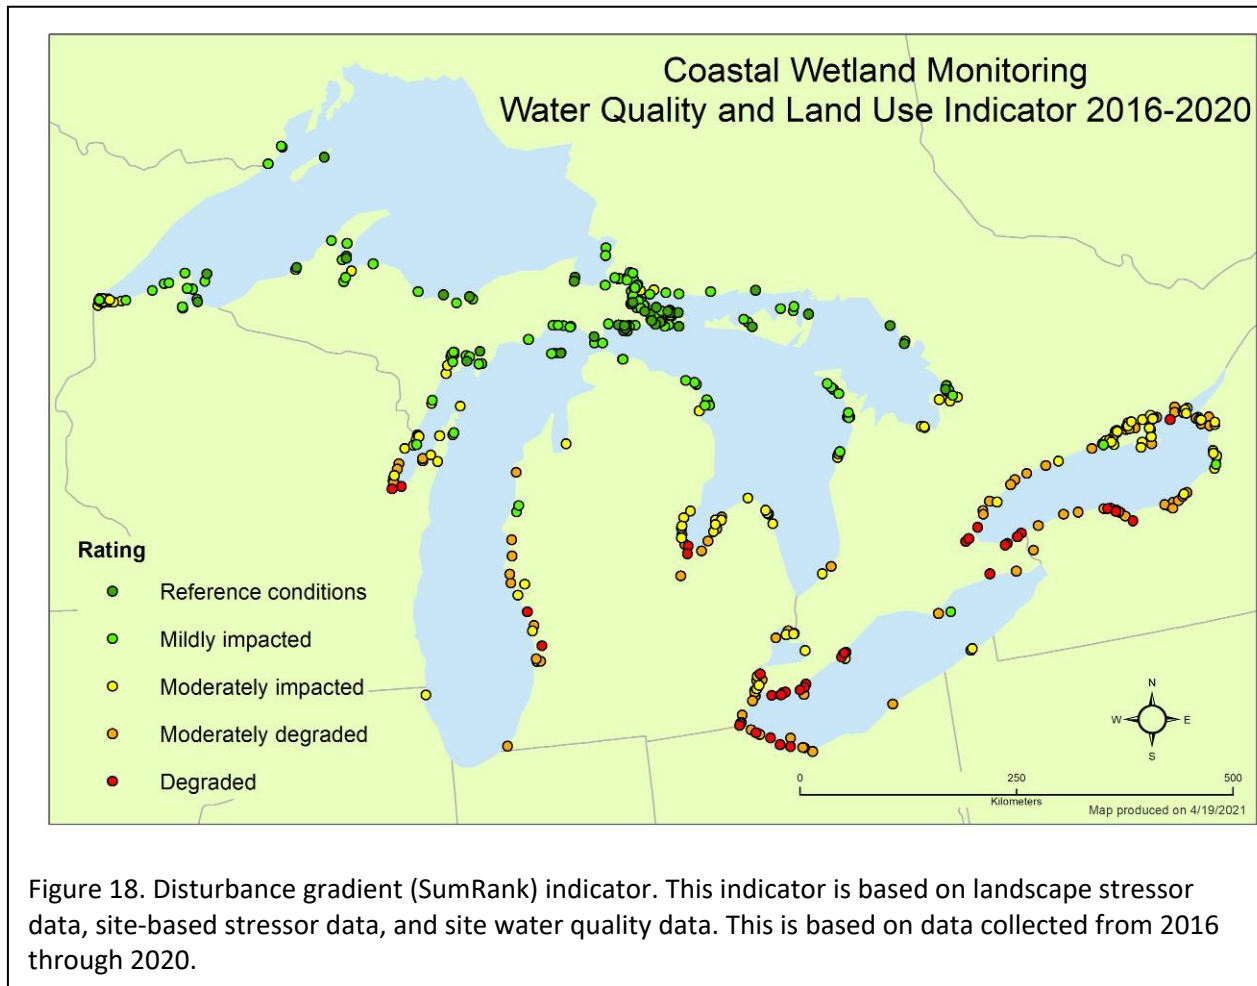 Coastal Wetland Monitoring
Water Quality and Land Use Indicator 2016-2020
Rating
Reference conditions
Mildly impacted
Moderately impacted
Moderately degraded
Degraded
N
W E
S
0 250 500
Kilometers
Map produced on 4/19/2021
Figure 18. Disturbance gradient (SumRank) indicator. This indicator is based on landscape stressor
data, site-based stressor data, and site water quality data. This is based on data collected from 2016
through 2020.